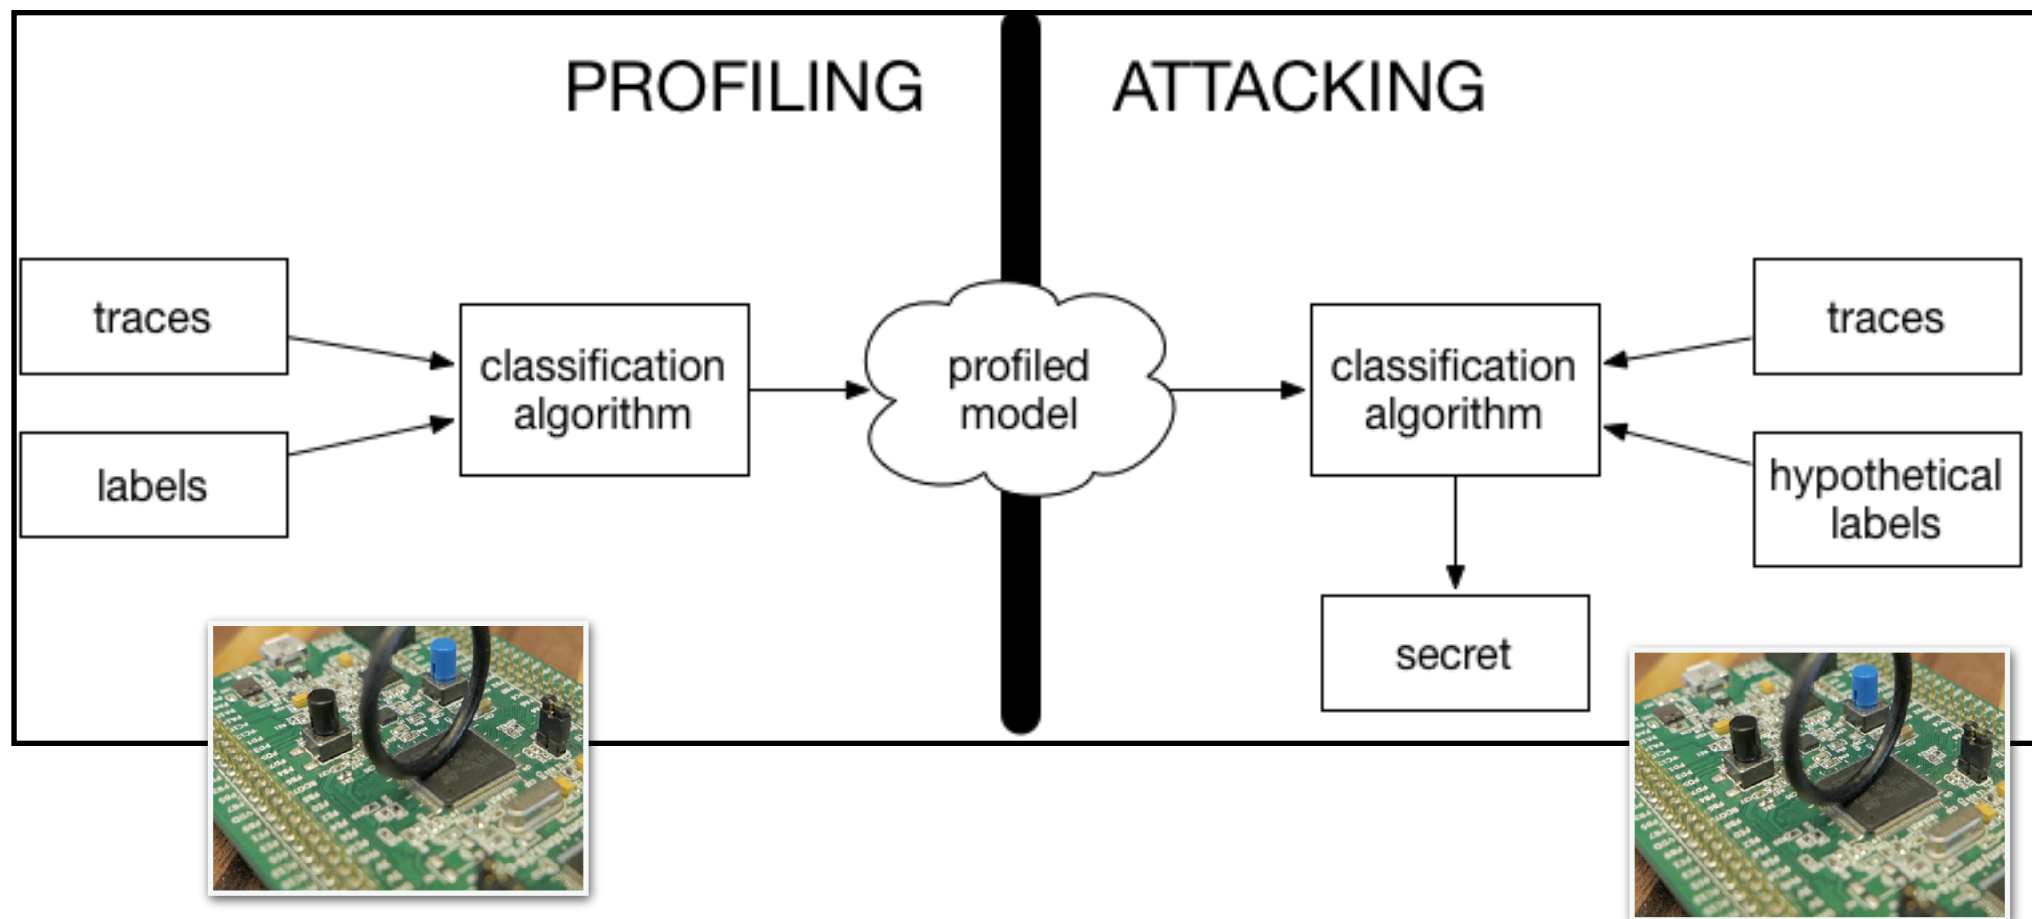 PROFILING
ATTACKING
traces
labels
classification
algorithm
profiled
model
classification
algorithm
traces
hypothetical
labels
secret